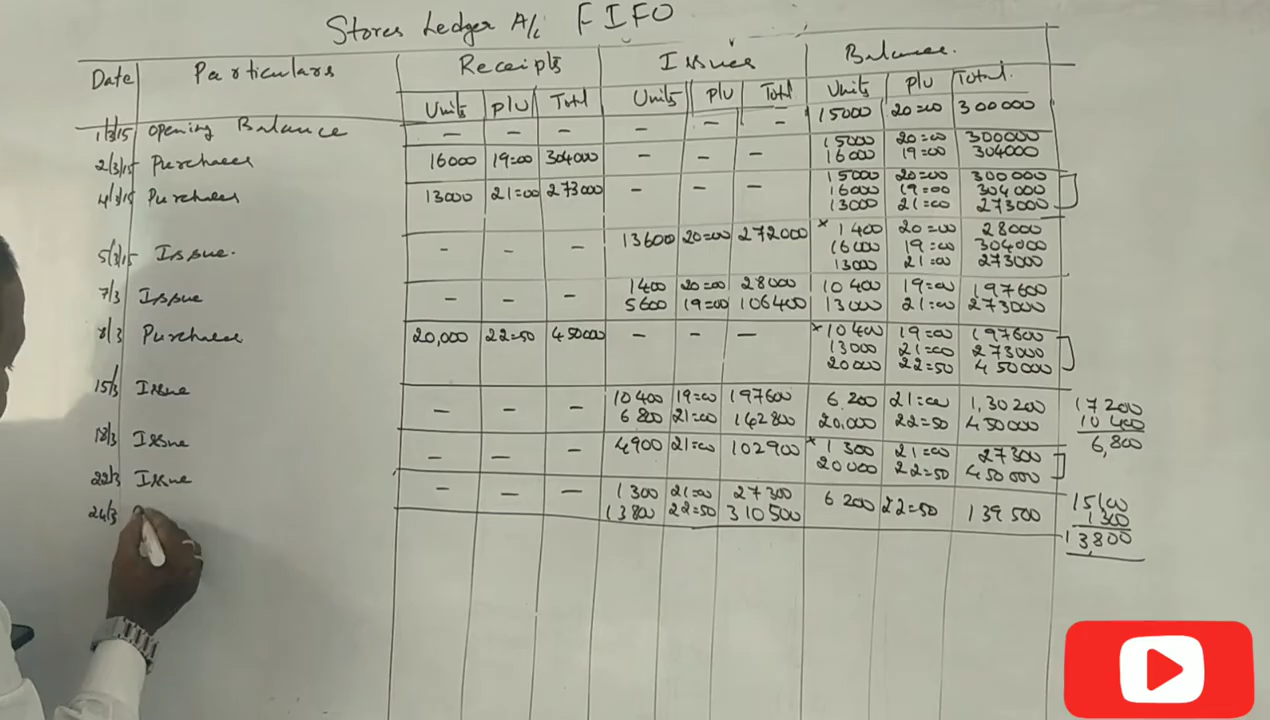 Stores Ledger A/c FIFO
Date Particulars Receipts Issues Balance.
Units P/U Total Units P/U Total Units P/U Total.
1/3/15 Opening Balance — — — — — — 15000 20=00 300000
2/3/15 Purchases 16000 19=00 304000 — — — 15000 20=00 300000
16000 19=00 304000
4/3/15 Purchases 13000 21=00 273000 — — — 15000 20=00 300000
16000 19=00 304000
13000 21=00 273000
5/3/15 Issue. - - - 13600 20=00 272000 * 1400 20=00 28000
16000 19=00 304000
13000 21=00 273000
7/3 Issue — — — 1400 20=00 28000 10400 19=00 197600
5600 19=00 106400 13000 21=00 273000
8/3 Purchases 20,000 22=50 450000 — — — *10400 19=00 197600
13000 21=00 273000
20000 22=50 450000
15/3 Issue — — — 10400 19=00 197600 6200 21=00 1,30200 17200
6800 21=00 142800 20,000 22=50 450000 10400
6,800
18/3 Issue — — — 4900 21=00 102900 * 1300 21=00 27300
20000 22=50 450000
22/3 Issue — — — 1300 21=00 27300 6200 22=50 139500 15100
13800 22=50 310500 1300
13,800
24/3